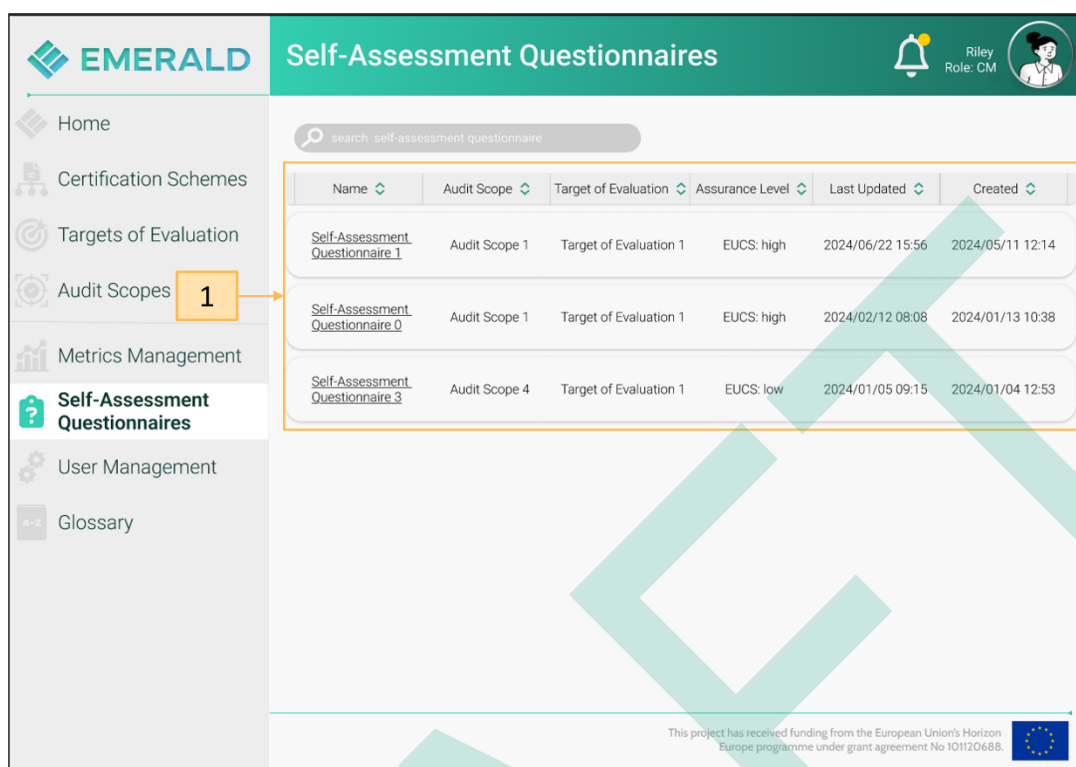 EMERALD
Self-Assessment Questionnaires
Riley
Role: CM
Home
Certification Schemes
Targets of Evaluation
Audit Scopes
1
Metrics Management
Self-Assessment
Questionnaires
User Management
A-Z
Glossary
search self-assessment questionnaire
Name Audit Scope Target of Evaluation Assurance Level Last Updated Created
Self-Assessment
Questionnaire 1
Audit Scope 1 Target of Evaluation 1 EUCS: high 2024/06/22 15:56 2024/05/11 12:14
Self-Assessment
Questionnaire 0
Audit Scope 1 Target of Evaluation 1 EUCS: high 2024/02/12 08:08 2024/01/13 10:38
Self-Assessment
Questionnaire 3
Audit Scope 4 Target of Evaluation 1 EUCS: low 2024/01/05 09:15 2024/01/04 12:53
This project has received funding from the European Union's Horizon
Europe programme under grant agreement No 101120688.